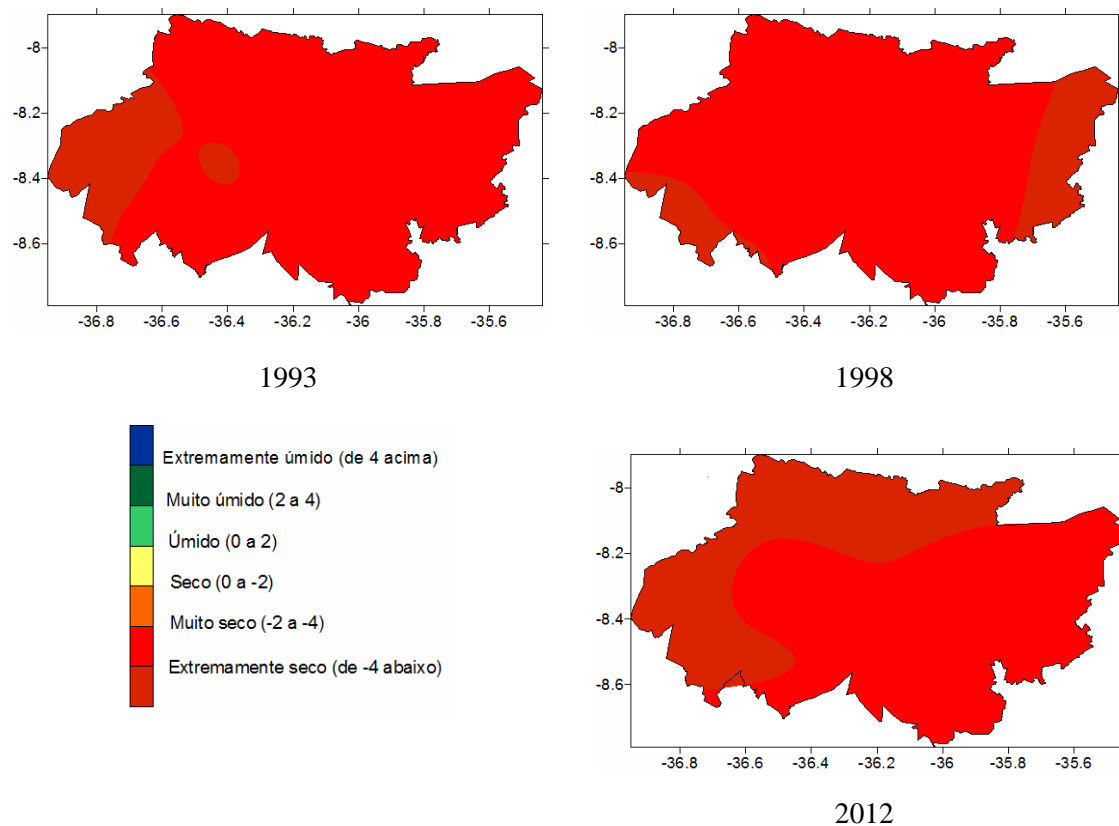 -8
-8.2
-8.4
-8.6
-36.8 -36.6 -36.4 -36.2 -36 -35.8 -35.6
1993
-8
-8.2
-8.4
-8.6
-36.8 -36.6 -36.4 -36.2 -36 -35.8 -35.6
1998
Extremamente úmido (de 4 acima)
Muito úmido (2 a 4)
Úmido (0 a 2)
Seco (0 a -2)
Muito seco (-2 a -4)
Extremamente seco (de -4 abaixo)
-8
-8.2
-8.4
-8.6
-36.8 -36.6 -36.4 -36.2 -36 -35.8 -35.6
2012